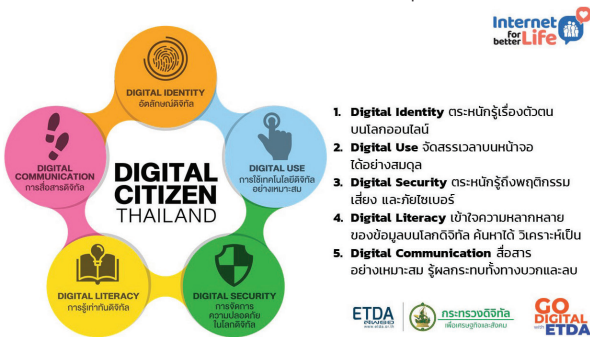 Internet
for
better Life
DIGITAL IDENTITY
อัตลักษณ์ดิจิทัล
DIGITAL
COMMUNICATION
การสื่อสารดิจิทัล
DIGITAL USE
การใช้เทคโนโลยีดิจิทัล
อย่างเหมาะสม
DIGITAL
CITIZEN
THAILAND
DIGITAL LITERACY
การรู้เท่าทันดิจิทัล
DIGITAL SECURITY
การจัดการ
ความปลอดภัย
ในโลกดิจิทัล
1. Digital Identity ตระหนักรู้เรื่องตัวตน
บนโลกออนไลน์
2. Digital Use จัดสรรเวลาบนหน้าจอ
ได้อย่างสมดุล
3. Digital Security ตระหนักรู้ถึงพฤติกรรม
เสี่ยง และภัยไซเบอร์
4. Digital Literacy เข้าใจความหลากหลาย
ของข้อมูลบนโลกดิจิทัล ค้นหาได้ วิเคราะห์เป็น
5. Digital Communication สื่อสาร
อย่างเหมาะสม รู้ผลกระทบทั้งทางบวกและลบ
ETDA
www.etda.or.th
กระทรวงดิจิทัล
เพื่อเศรษฐกิจและสังคม
GO
DIGITAL
with ETDA